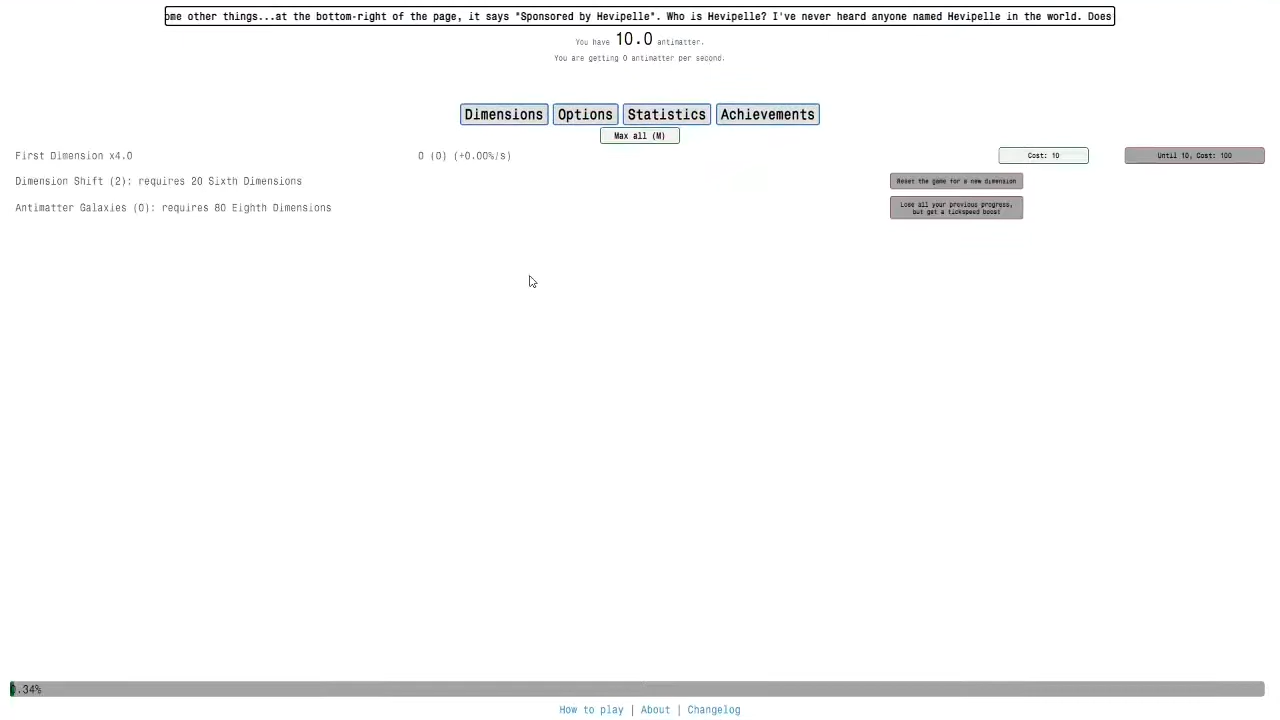 ome other things...at the bottom-right of the page, it says "Sponsored by Hevipelle". Who is Hevipelle? I've never heard anyone named Hevipelle in the world. Does
You have 10.0 antimatter.
You are getting 0 antimatter per second.
Dimensions Options Statistics Achievements
Max all (M)
First Dimension x4.0 0 (0) (+0.00%/s) Cost: 10 Until 10, Cost: 100
Dimension Shift (2): requires 20 Sixth Dimensions Reset the game for a new dimension
Antimatter Galaxies (0): requires 80 Eighth Dimensions Lose all your previous progress,
but get a tickspeed boost
0.34%
How to play | About | Changelog